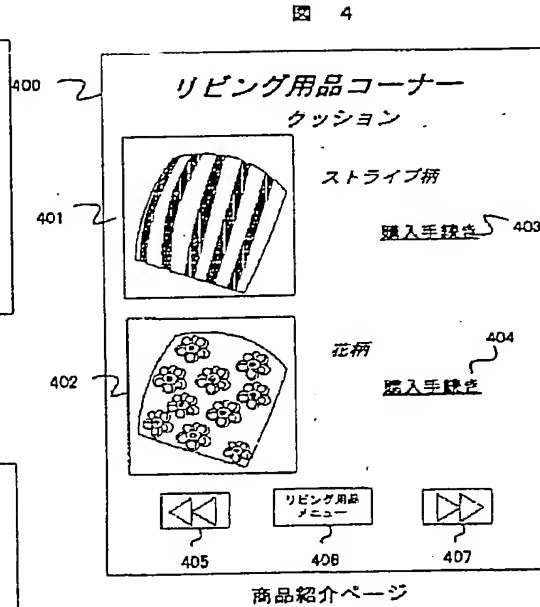 図 4
400
リビング用品コーナー
クッション
401
ストライプ柄
購入手続き 403
402
花柄
404
購入手続き
リビング用品
メニュー
405
406
407
商品紹介ページ